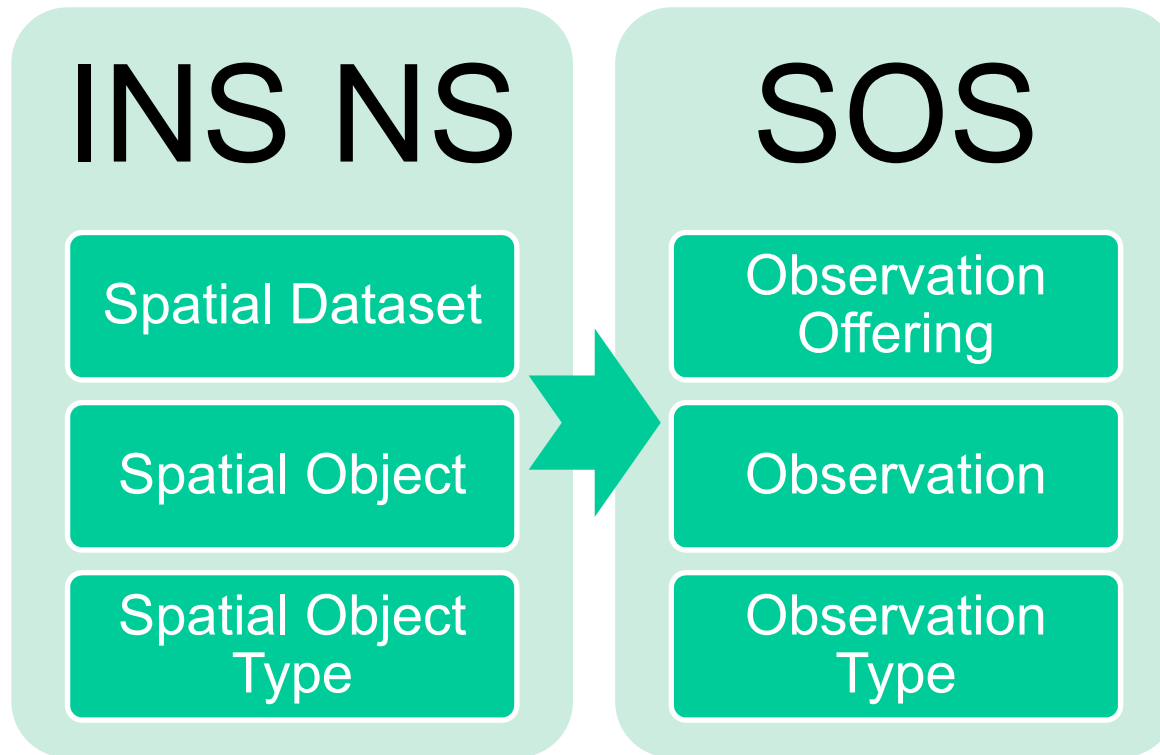 INS NS
Spatial Dataset
Spatial Object
Spatial Object
Type
SOS
Observation
Offering
Observation
Observation
Type